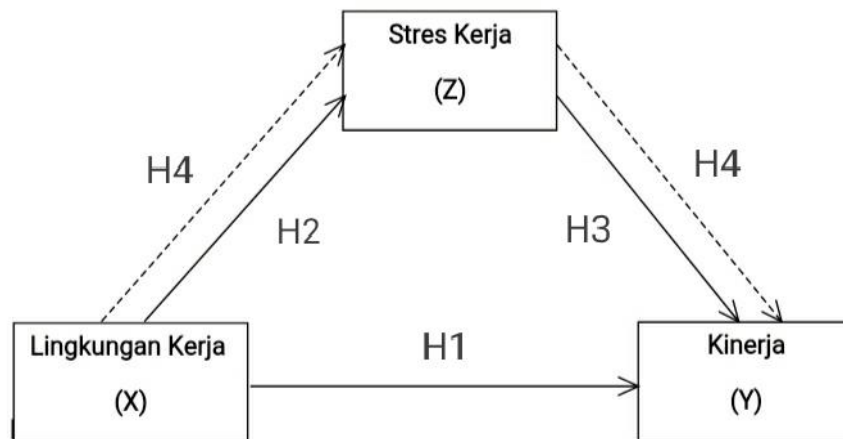 Stres Kerja
(Z)
H4
H4
H2
H3
Lingkungan Kerja
(X)
H1
Kinerja
(Y)